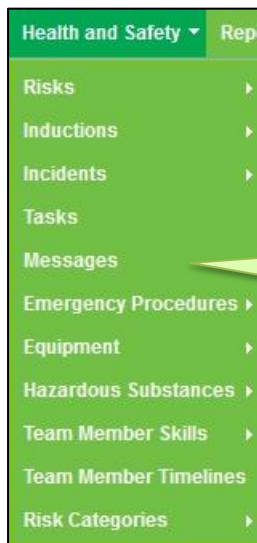 Health and Safety
Risks
Inductions
Incidents
Tasks
Messages
Emergency Procedures
Equipment
Hazardous Substances
Team Member Skills
Team Member Timelines
Risk Categories